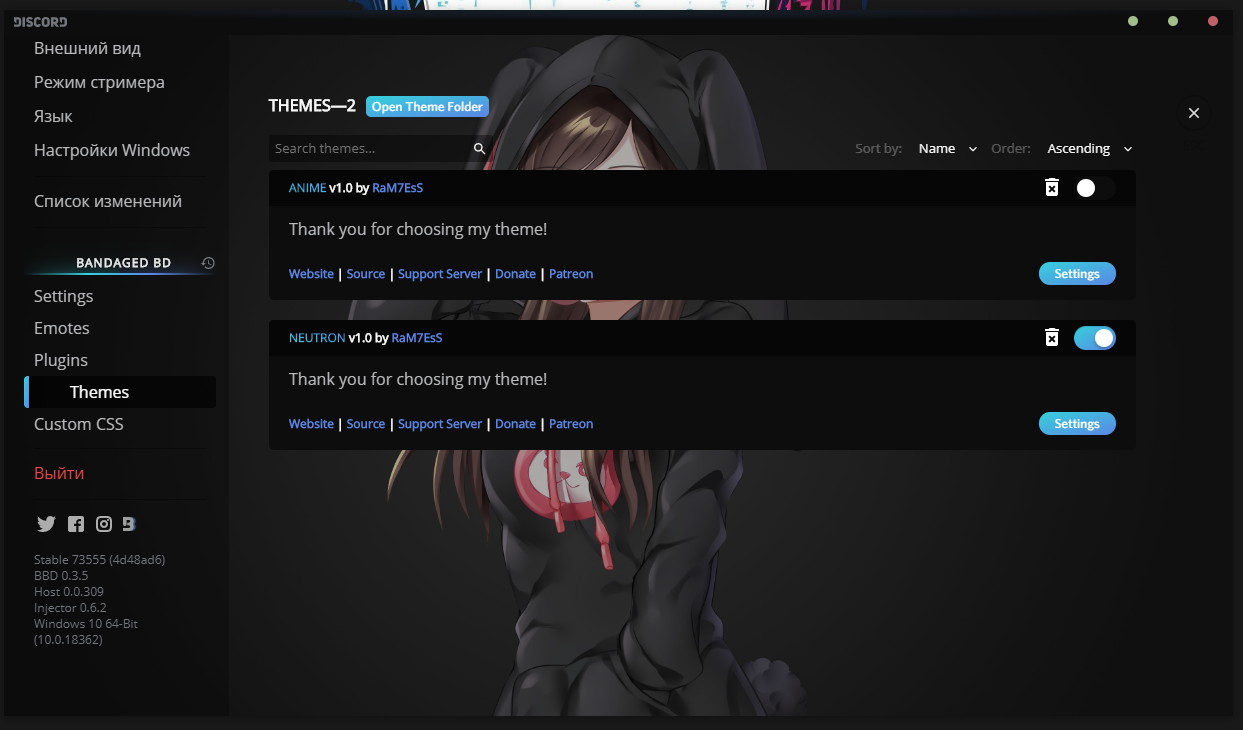 DISCORD
Внешний вид
Режим стримера
Язык
Настройки Windows
Список изменений
BANDAGED BD
Settings
Emotes
Plugins
Themes
Custom CSS
Выйти
Stable 73555 (4d48ad6)
BBD 0.3.5
Host 0.0.309
Injector 0.6.2
Windows 10 64-Bit
(10.0.18362)
THEMES—2 Open Theme Folder
Search themes... Sort by: Name Order: Ascending
ANIME v1.0 by RaM7EsS
Thank you for choosing my theme!
Website | Source | Support Server | Donate | Patreon Settings
NEUTRON v1.0 by RaM7EsS
Thank you for choosing my theme!
Website | Source | Support Server | Donate | Patreon Settings